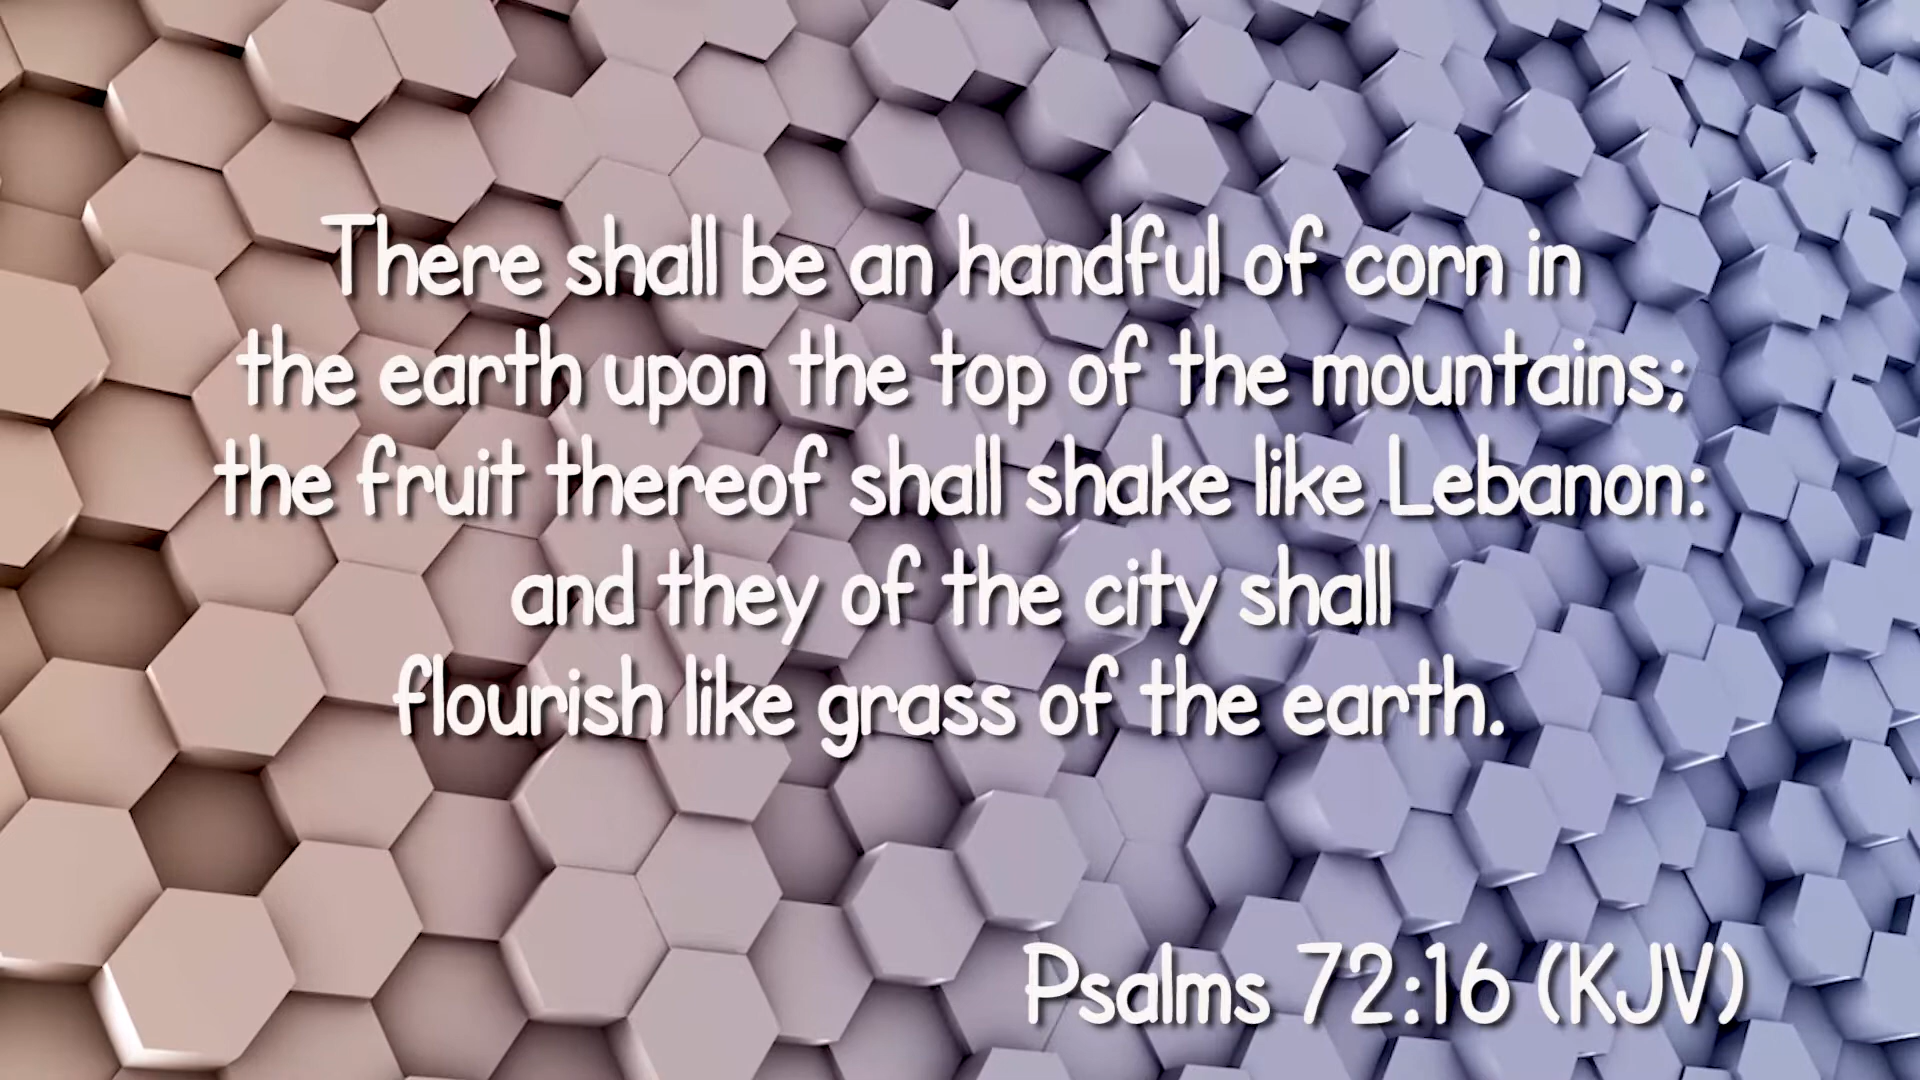 There shall be an handful of corn in
the earth upon the top of the mountains;
the fruit thereof shall shake like Lebanon:
and they of the city shall
flourish like grass of the earth.
Psalms 72:16 (KJV)